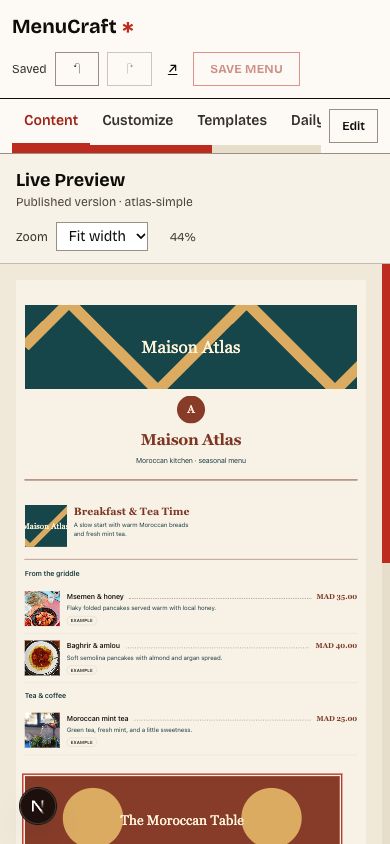 MenuCraft *
Saved
SAVE MENU
Content Customize Templates Daily
Edit
Live Preview
Published version · atlas-simple
Zoom Fit width 44%
Maison Atlas
A
Maison Atlas
Moroccan kitchen · seasonal menu
Maison Atlas
Breakfast & Tea Time
A slow start with warm Moroccan breads
and fresh mint tea.
From the griddle
Msemen & honey MAD 35.00
Flaky folded pancakes served warm with local honey.
EXAMPLE
Baghrir & amlou MAD 40.00
Soft semolina pancakes with almond and argan spread.
EXAMPLE
Tea & coffee
Moroccan mint tea MAD 25.00
Green tea, fresh mint, and a little sweetness.
EXAMPLE
The Moroccan Table
N